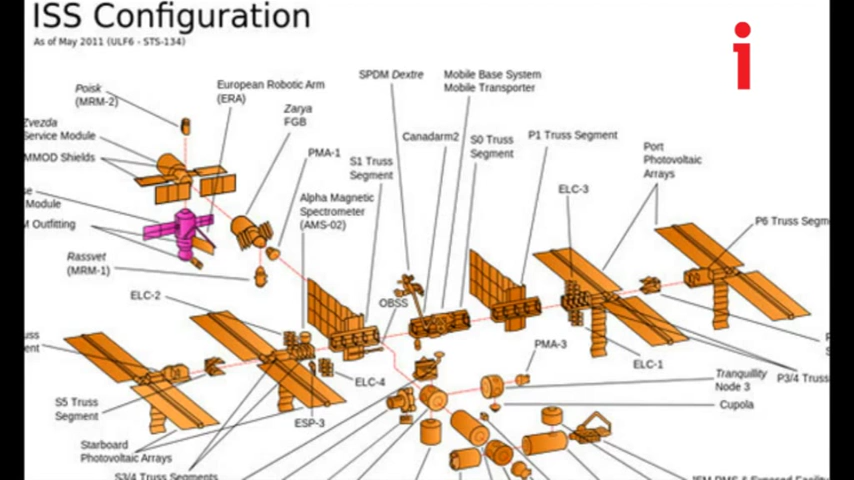 ISS Configuration
As of May 2011 (ULF6 - STS-134)
i
SPDM Dextre
Mobile Base System
Mobile Transporter
European Robotic Arm
(ERA)
Poisk
(MRM-2)
Zarya
FGB
Zvezda
Service Module
Canadarm2
S0 Truss
Segment
P1 Truss Segment
MMOD Shields
PMA-1
S1 Truss
Segment
Port
Photovoltaic
Arrays
ELC-3
Module
Alpha Magnetic
Spectrometer
(AMS-02)
Outfitting
P6 Truss Segm
Rassvet
(MRM-1)
ELC-2
OBSS
PMA-3
ELC-1
ELC-4
Tranquility
Node 3
P3/4 Truss
S5 Truss
Segment
Cupola
ESP-3
Starboard
Photovoltaic Arrays
S3/4 Truss Segments